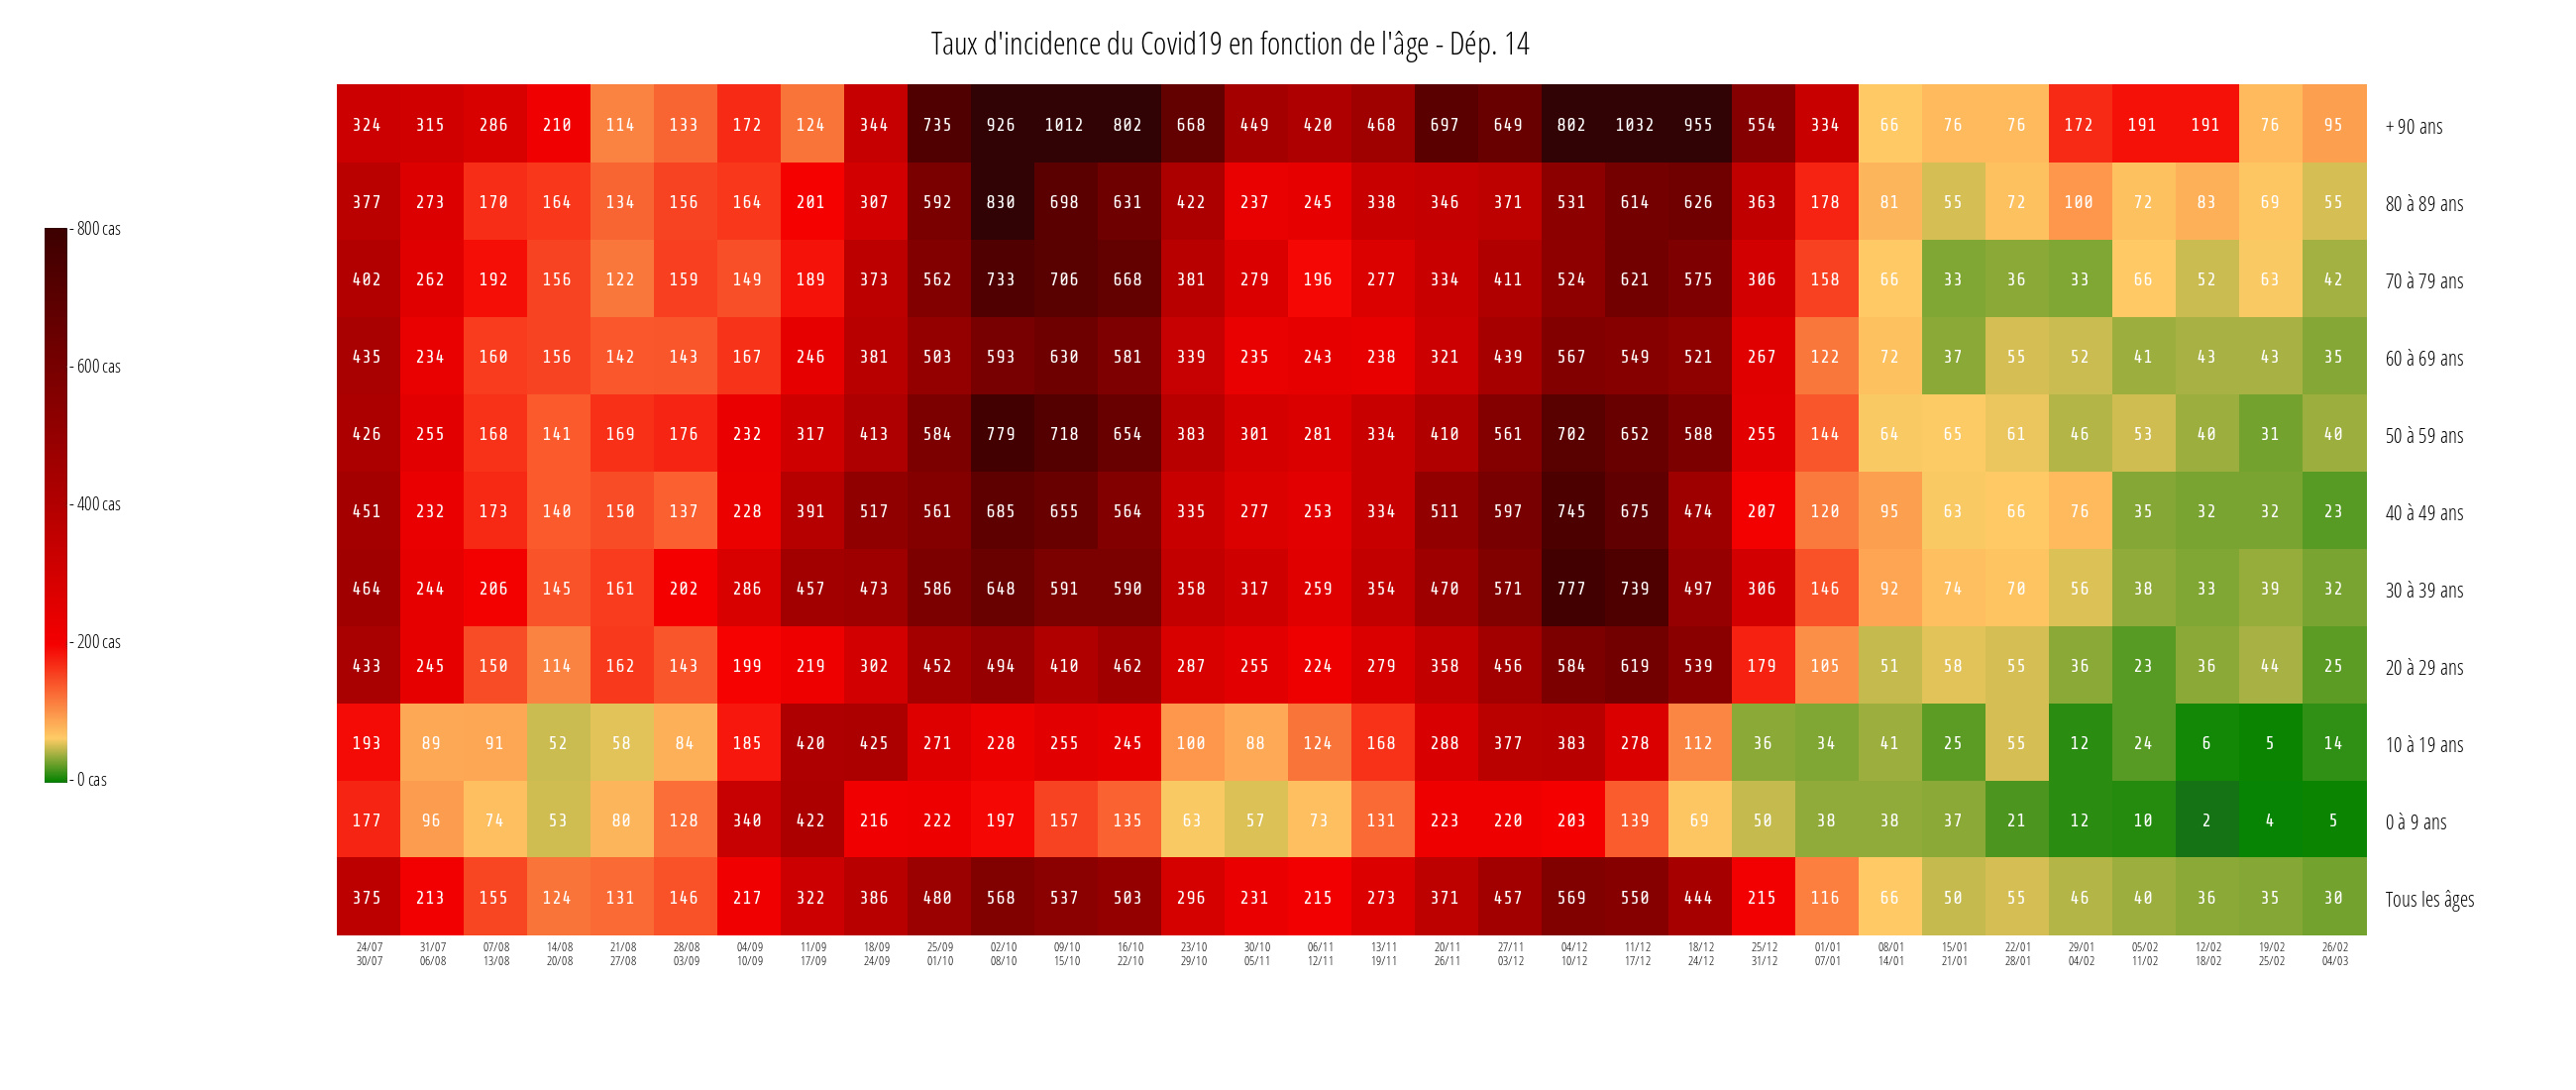 Taux d'incidence du Covid19 en fonction de l'âge - Dép. 14
- 800 cas
- 600 cas
- 400 cas
- 200 cas
- 0 cas
324 315 286 210 114 133 172 124 344 735 926 1012 802 668 449 420 468 697 649 802 1032 955 554 334 66 76 76 172 191 191 76 95 + 90 ans
377 273 170 164 134 156 164 201 307 592 830 698 631 422 237 245 338 346 371 531 614 626 363 178 81 55 72 100 72 83 69 55 80 à 89 ans
402 262 192 156 122 159 149 189 373 562 733 706 668 381 279 196 277 334 411 524 621 575 306 158 66 33 36 33 66 52 63 42 70 à 79 ans
435 234 160 156 142 143 167 246 381 503 593 630 581 339 235 243 238 321 439 567 549 521 267 122 72 37 55 52 41 43 43 35 60 à 69 ans
426 255 168 141 169 176 232 317 413 584 779 718 654 383 301 281 334 410 561 702 652 588 255 144 64 65 61 46 53 40 31 40 50 à 59 ans
451 232 173 140 150 137 228 391 517 561 685 655 564 335 277 253 334 511 597 745 675 474 207 120 95 63 66 76 35 32 32 23 40 à 49 ans
464 244 206 145 161 202 286 457 473 586 648 591 590 358 317 259 354 470 571 777 739 497 306 146 92 74 70 56 38 33 39 32 30 à 39 ans
433 245 150 114 162 143 199 219 302 452 494 410 462 287 255 224 279 358 456 584 619 539 179 105 51 58 55 36 23 36 44 25 20 à 29 ans
193 89 91 52 58 84 185 420 425 271 228 255 245 100 88 124 168 288 377 383 278 112 36 34 41 25 55 12 24 6 5 14 10 à 19 ans
177 96 74 53 80 128 340 422 216 222 197 157 135 63 57 73 131 223 220 203 139 69 50 38 38 37 21 12 10 2 4 5 0 à 9 ans
375 213 155 124 131 146 217 322 386 480 568 537 503 296 231 215 273 371 457 569 550 444 215 116 66 50 55 46 40 36 35 30 Tous les âges
24/07 31/07 07/08 14/08 21/08 28/08 04/09 11/09 18/09 25/09 02/10 09/10 16/10 23/10 30/10 06/11 13/11 20/11 27/11 04/12 11/12 18/12 25/12 01/01 08/01 15/01 22/01 29/01 05/02 12/02 19/02 26/02
30/07 06/08 13/08 20/08 27/08 03/09 10/09 17/09 24/09 01/10 08/10 15/10 22/10 29/10 05/11 12/11 19/11 26/11 03/12 10/12 17/12 24/12 31/12 07/01 14/01 21/01 28/01 04/02 11/02 18/02 25/02 04/03